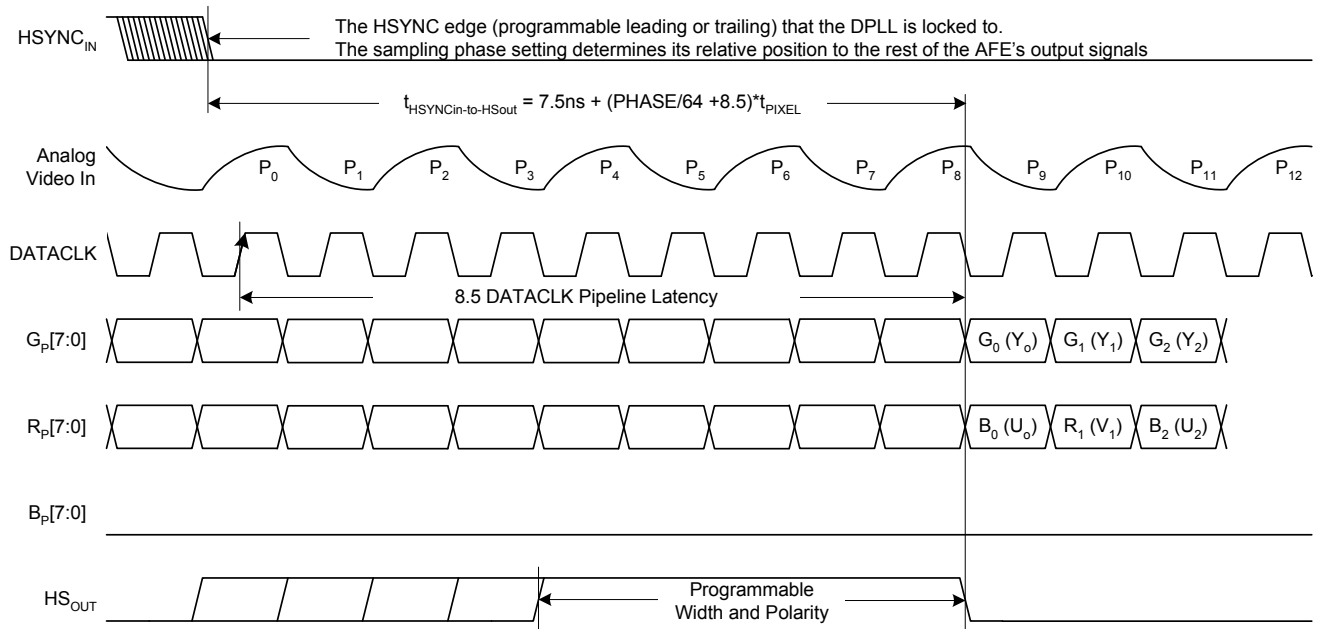 HSYNC_IN
The HSYNC edge (programmable leading or trailing) that the DPLL is locked to.
The sampling phase setting determines its relative position to the rest of the AFE's output signals
t_HSYNCin-to-HSout = 7.5ns + (PHASE/64 +8.5)*t_PIXEL
Analog
Video In
P_0 P_1 P_2 P_3 P_4 P_5 P_6 P_7 P_8 P_9 P_10 P_11 P_12
DATACLK
8.5 DATACLK Pipeline Latency
G_P[7:0]
G_0 (Y_o) G_1 (Y_1) G_2 (Y_2)
R_P[7:0]
B_0 (U_o) R_1 (V_1) B_2 (U_2)
B_P[7:0]
HS_OUT
Programmable
Width and Polarity